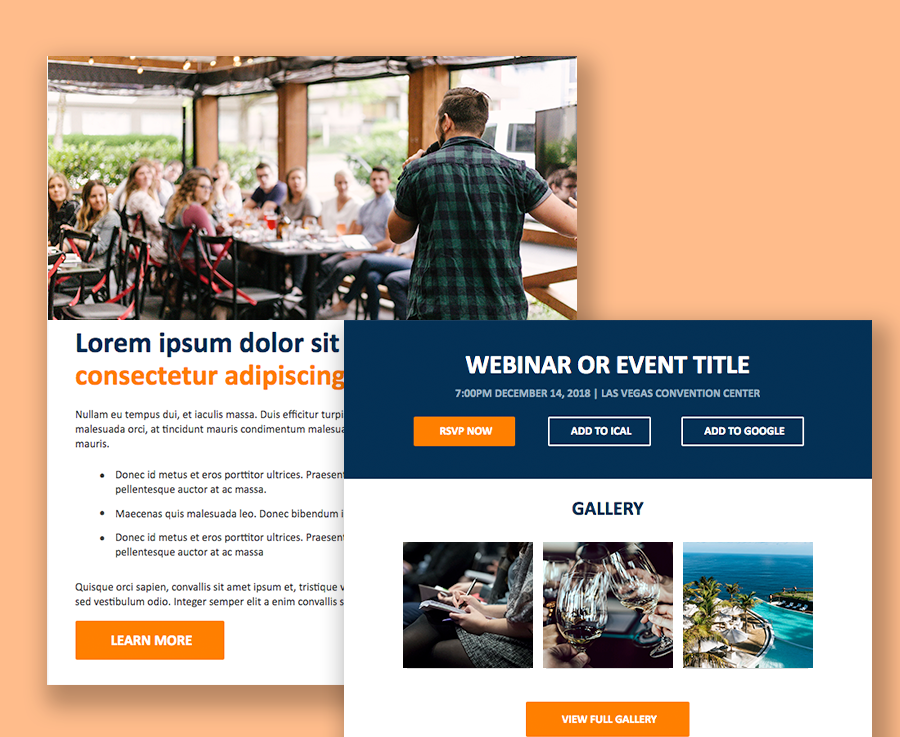 Lorem ipsum dolor sit
consectetur adipiscing
Nullam eu tempus dui, et iaculis massa. Duis efficitur turpi
malesuada orci, at tincidunt mauris condimentum malesua
mauris.
• Donec id metus et eros porttitor ultrices. Praesent
pellentesque auctor at ac massa.
• Maecenas quis malesuada leo. Donec bibendum i
• Donec id metus et eros porttitor ultrices. Praesent
pellentesque auctor at ac massa
Quisque orci sapien, convallis sit amet ipsum et, tristique v
sed vestibulum odio. Integer semper elit a enim convallis s
LEARN MORE
WEBINAR OR EVENT TITLE
7:00PM DECEMBER 14, 2018 | LAS VEGAS CONVENTION CENTER
RSVP NOW
ADD TO ICAL
ADD TO GOOGLE
GALLERY
VIEW FULL GALLERY